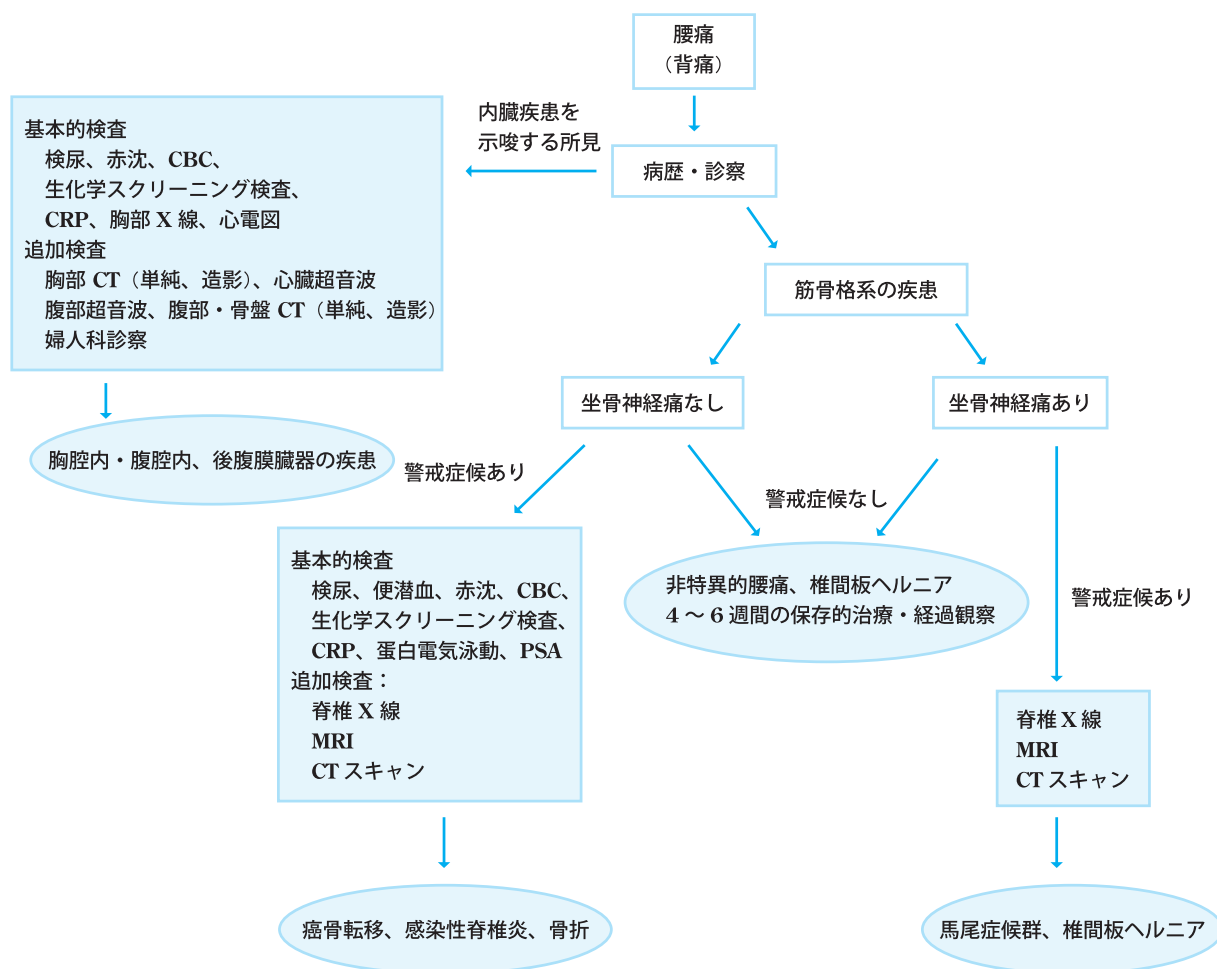 腰痛
（背痛）
内臓疾患を
示唆する所見
病歴・診察
基本的検査
検尿、赤沈、CBC、
生化学スクリーニング検査、
CRP、胸部 X 線、心電図
追加検査
胸部 CT（単純、造影）、心臓超音波
腹部超音波、腹部・骨盤 CT（単純、造影）
婦人科診察
筋骨格系の疾患
坐骨神経痛なし
坐骨神経痛あり
胸腔内・腹腔内、後腹膜臓器の疾患
警戒症候あり
警戒症候なし
基本的検査
検尿、便潜血、赤沈、CBC、
生化学スクリーニング検査、
CRP、蛋白電気泳動、PSA
追加検査：
脊椎 X 線
MRI
CT スキャン
非特異的腰痛、椎間板ヘルニア
4 〜 6 週間の保存的治療・経過観察
警戒症候あり
脊椎 X 線
MRI
CT スキャン
癌骨転移、感染性脊椎炎、骨折
馬尾症候群、椎間板ヘルニア